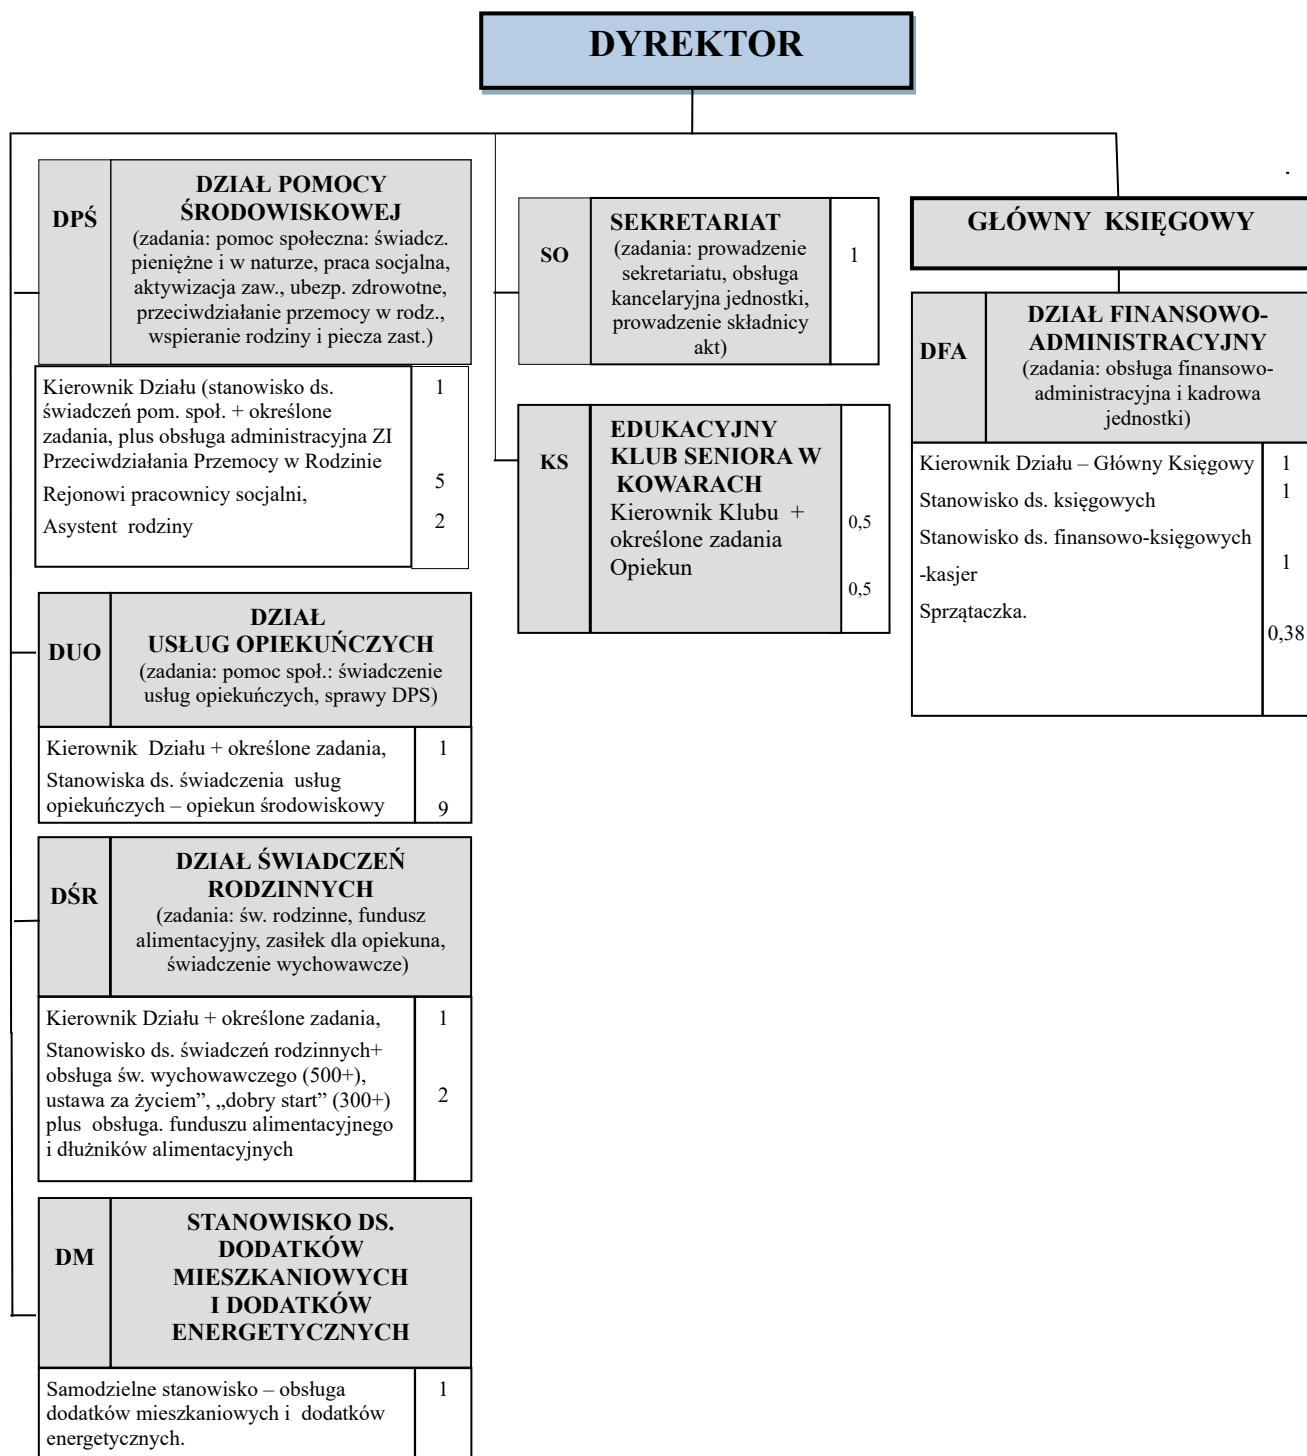 DYREKTOR
DPŚ
DZIAŁ POMOCY
ŚRODOWISKOWEJ
(zadania: pomoc społeczna: świadcz.
pieniężne i w naturze, praca socjalna,
aktywizacja zaw., ubezp. zdrowotne,
przeciwdziałanie przemocy w rodz.,
wspieranie rodziny i piecza zast.)
Kierownik Działu (stanowisko ds. 1
świadczeń pom. społ. + określone
zadania, plus obsługa administracyjna ZI
Przeciwdziałania Przemocy w Rodzinie
Rejonowi pracownicy socjalni, 5
Asystent rodziny 2
DUO
DZIAŁ
USŁUG OPIEKUŃCZYCH
(zadania: pomoc społ.: świadczenie
usług opiekuńczych, sprawy DPS)
Kierownik Działu + określone zadania, 1
Stanowiska ds. świadczenia usług
opiekuńczych – opiekun środowiskowy 9
DŚR
DZIAŁ ŚWIADCZEŃ
RODZINNYCH
(zadania: św. rodzinne, fundusz
alimentacyjny, zasiłek dla opiekuna,
świadczenie wychowawcze)
Kierownik Działu + określone zadania, 1
Stanowisko ds. świadczeń rodzinnych+
obsługa św. wychowawczego (500+),
ustawa za życiem”, „dobry start” (300+) 2
plus obsługa. funduszu alimentacyjnego
i dłużników alimentacyjnych
DM
STANOWISKO DS.
DODATKÓW
MIESZKANIOWYCH
I DODATKÓW
ENERGETYCZNYCH
Samodzielne stanowisko – obsługa 1
dodatków mieszkaniowych i dodatków
energetycznych.
SO
SEKRETARIAT
(zadania: prowadzenie 1
sekretariatu, obsługa
kancelaryjna jednostki,
prowadzenie składnicy
akt)
KS
EDUKACYJNY
KLUB SENIORA W
KOWARACH
Kierownik Klubu + 0,5
określone zadania
Opiekun 0,5
GŁÓWNY KSIĘGOWY
DFA
DZIAŁ FINANSOWO-
ADMINISTRACYJNY
(zadania: obsługa finansowo-
administracyjna i kadrowa
jednostki)
Kierownik Działu – Główny Księgowy 1
Stanowisko ds. księgowych 1
Stanowisko ds. finansowo-księgowych
-kasjer 1
Sprzątaczka. 0,38